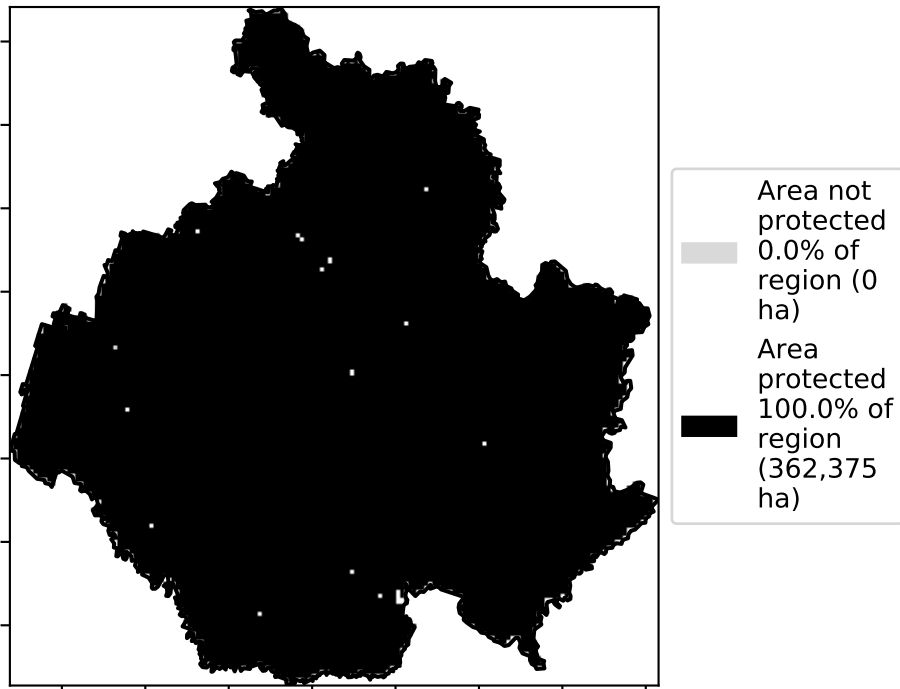 Area not
protected
0.0% of
region (0
ha)
Area
protected
100.0% of
region
(362,375
ha)